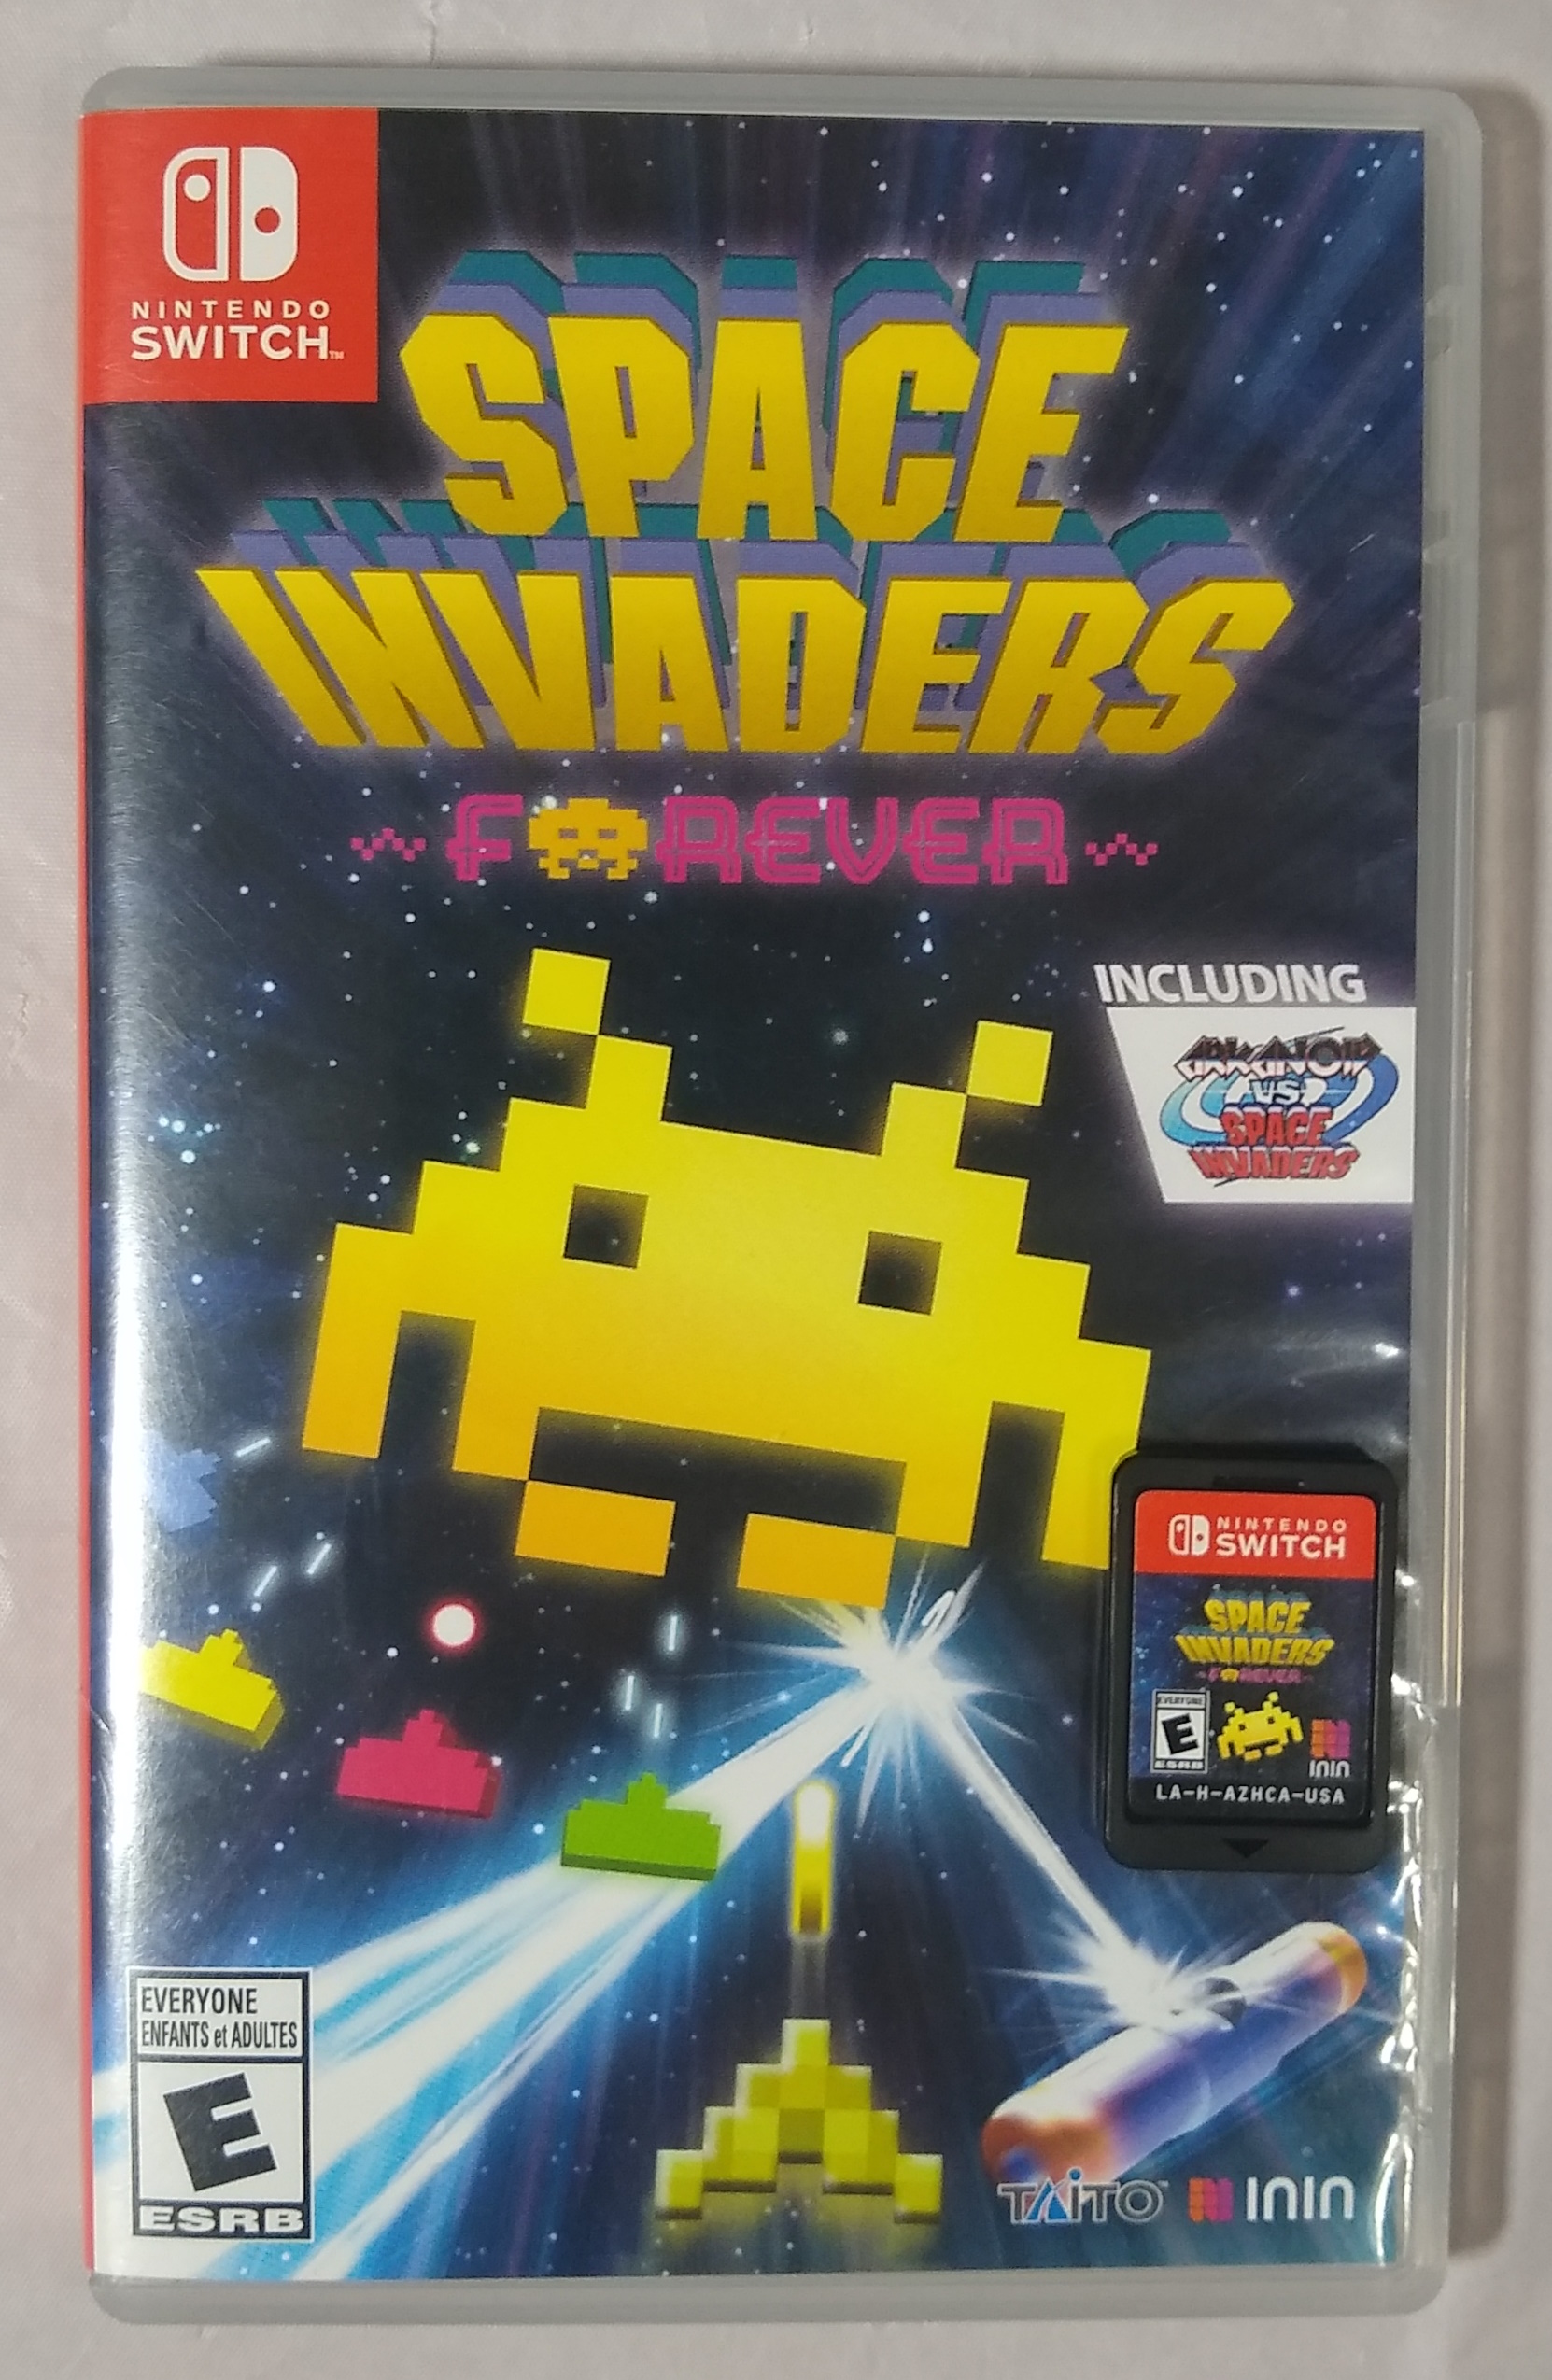 NINTENDO
SWITCH™
SPACE
INVADERS
FOREVER
INCLUDING
ARKANOID
VS
SPACE
INVADERS
NINTENDO
SWITCH
SPACE
INVADERS
FOREVER
EVERYONE
E
ESRB
ININ
LA-H-AZHCA-USA
EVERYONE
ENFANTS et ADULTES
E
ESRB
TAITO ININ